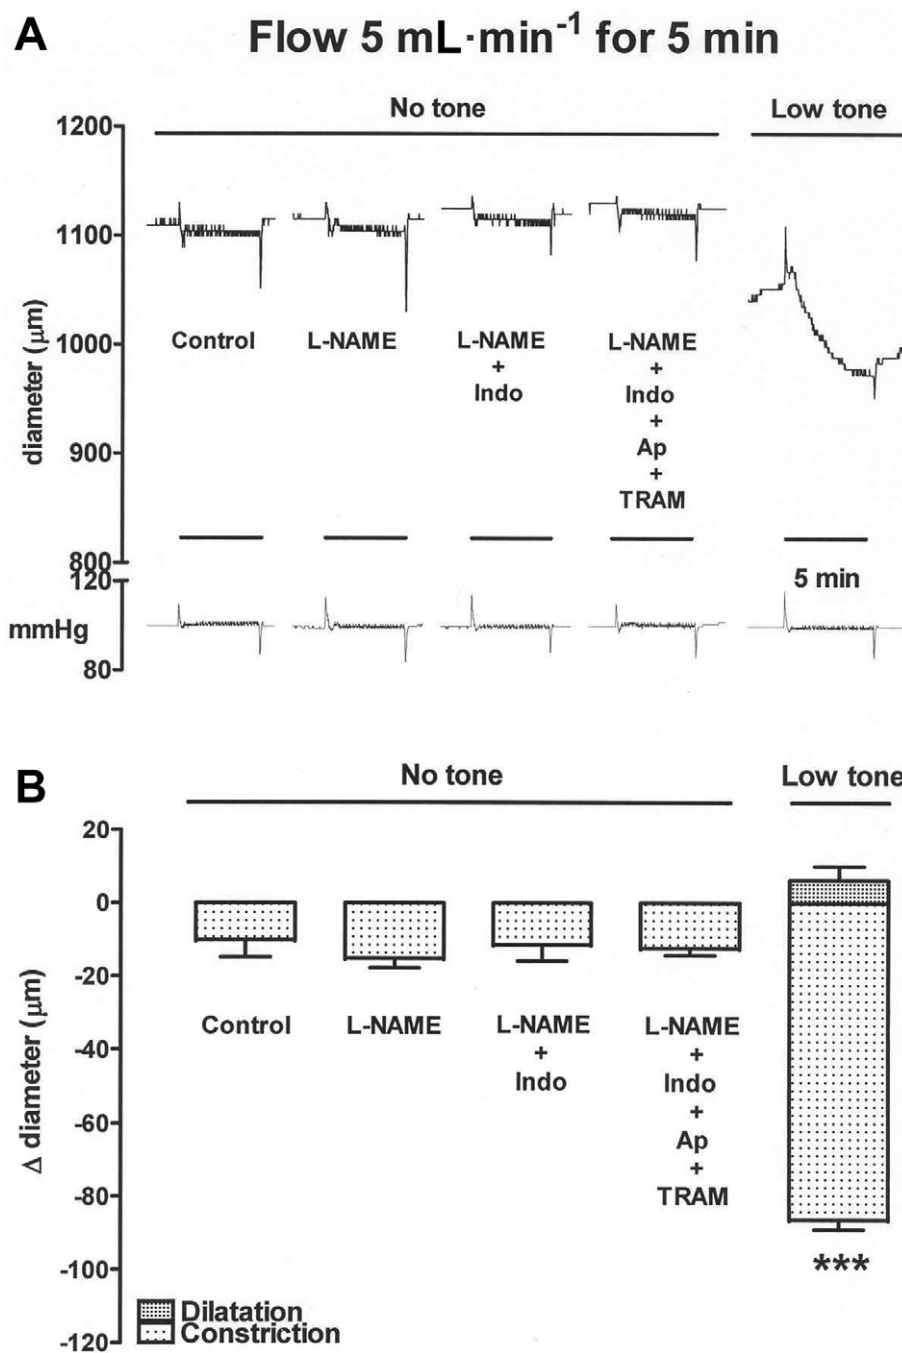 A
Flow 5 mL·min⁻¹ for 5 min
No tone
Low tone
1200
1100
1000
900
800
diameter (μm)
Control
L-NAME
L-NAME
+
Indo
L-NAME
+
Indo
+
Ap
+
TRAM
5 min
120
mmHg
80
B
No tone
Low tone
20
0
-20
-40
-60
-80
-100
-120
Δ diameter (μm)
Control
L-NAME
L-NAME
+
Indo
L-NAME
+
Indo
+
Ap
+
TRAM
***
Dilatation
Constriction